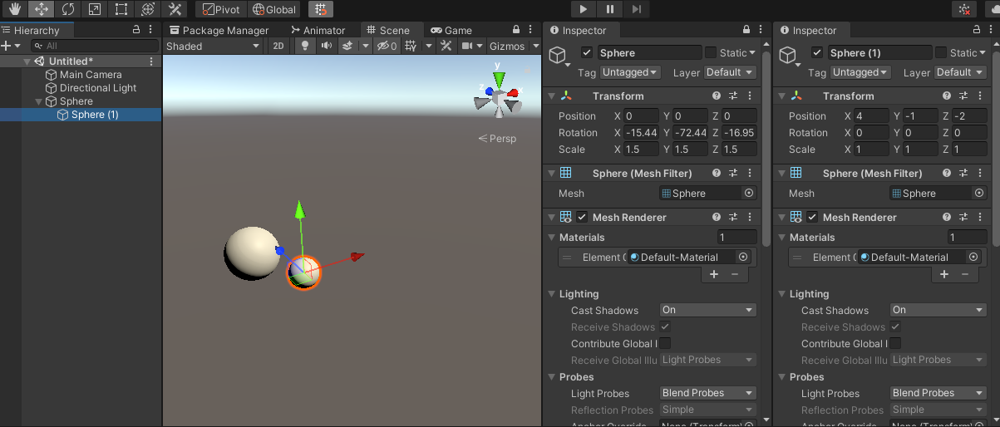 Pivot Global
Hierarchy
All
Untitled*
Main Camera
Directional Light
Sphere
Sphere (1)
Package Manager Animator Scene Game
Shaded 2D 0 Gizmos
y
z x
Persp
Inspector
Sphere Static
Tag Untagged Layer Default
Transform
Position X 0 Y 0 Z 0
Rotation X -15.44 Y -72.44 Z -16.95
Scale X 1.5 Y 1.5 Z 1.5
Sphere (Mesh Filter)
Mesh Sphere
Mesh Renderer
Materials 1
Element Default-Material
+ −
Lighting
Cast Shadows On
Receive Shadows
Contribute Global I
Receive Global Illu Light Probes
Probes
Light Probes Blend Probes
Reflection Probes Simple
Anchor Override None (Transform)
Inspector
Sphere (1) Static
Tag Untagged Layer Default
Transform
Position X 4 Y -1 Z -2
Rotation X 0 Y 0 Z 0
Scale X 1 Y 1 Z 1
Sphere (Mesh Filter)
Mesh Sphere
Mesh Renderer
Materials 1
Element Default-Material
+ −
Lighting
Cast Shadows On
Receive Shadows
Contribute Global I
Receive Global Illu Light Probes
Probes
Light Probes Blend Probes
Reflection Probes Simple
Anchor Override None (Transform)